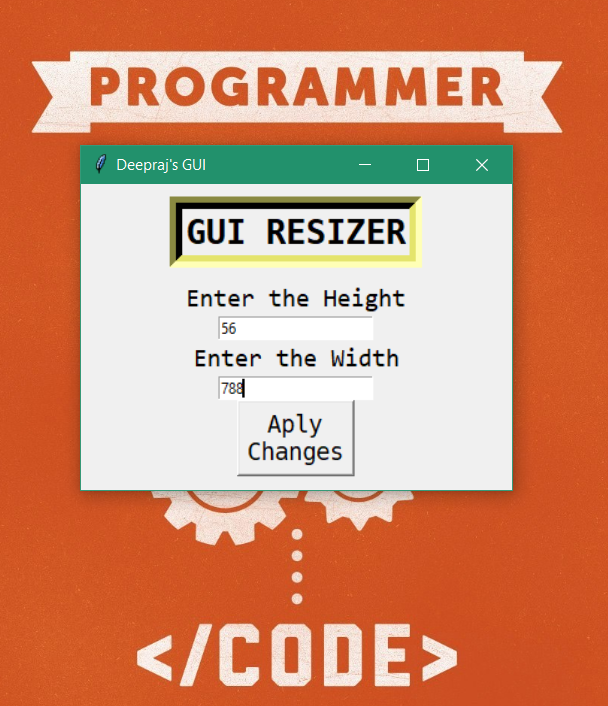 PROGRAMMER
Deepraj's GUI
GUI RESIZER
Enter the Height
56
Enter the Width
788
Aply
Changes
</CODE>